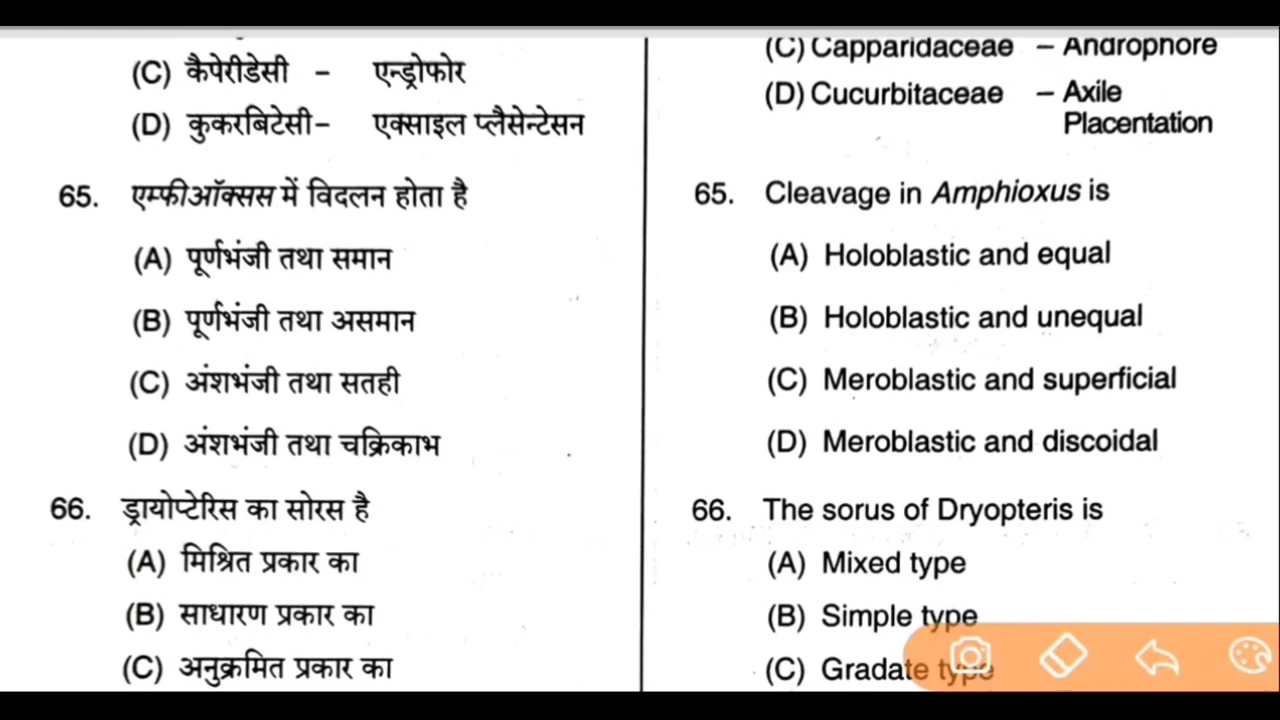 (C) कैपेरीडेसी - एन्ड्रोफोर
(D) कुकरबिटेसी- एक्साइल प्लैसेन्टेसन
65. एम्फीऑक्सस में विदलन होता है
(A) पूर्णभंजी तथा समान
(B) पूर्णभंजी तथा असमान
(C) अंशभंजी तथा सतही
(D) अंशभंजी तथा चक्रिकाभ
66. ड्रायोप्टेरिस का सोरस है
(A) मिश्रित प्रकार का
(B) साधारण प्रकार का
(C) अनुक्रमित प्रकार का
(C) Capparidaceae – Androphore
(D) Cucurbitaceae – Axile
Placentation
65. Cleavage in Amphioxus is
(A) Holoblastic and equal
(B) Holoblastic and unequal
(C) Meroblastic and superficial
(D) Meroblastic and discoidal
66. The sorus of Dryopteris is
(A) Mixed type
(B) Simple type
(C) Gradate type